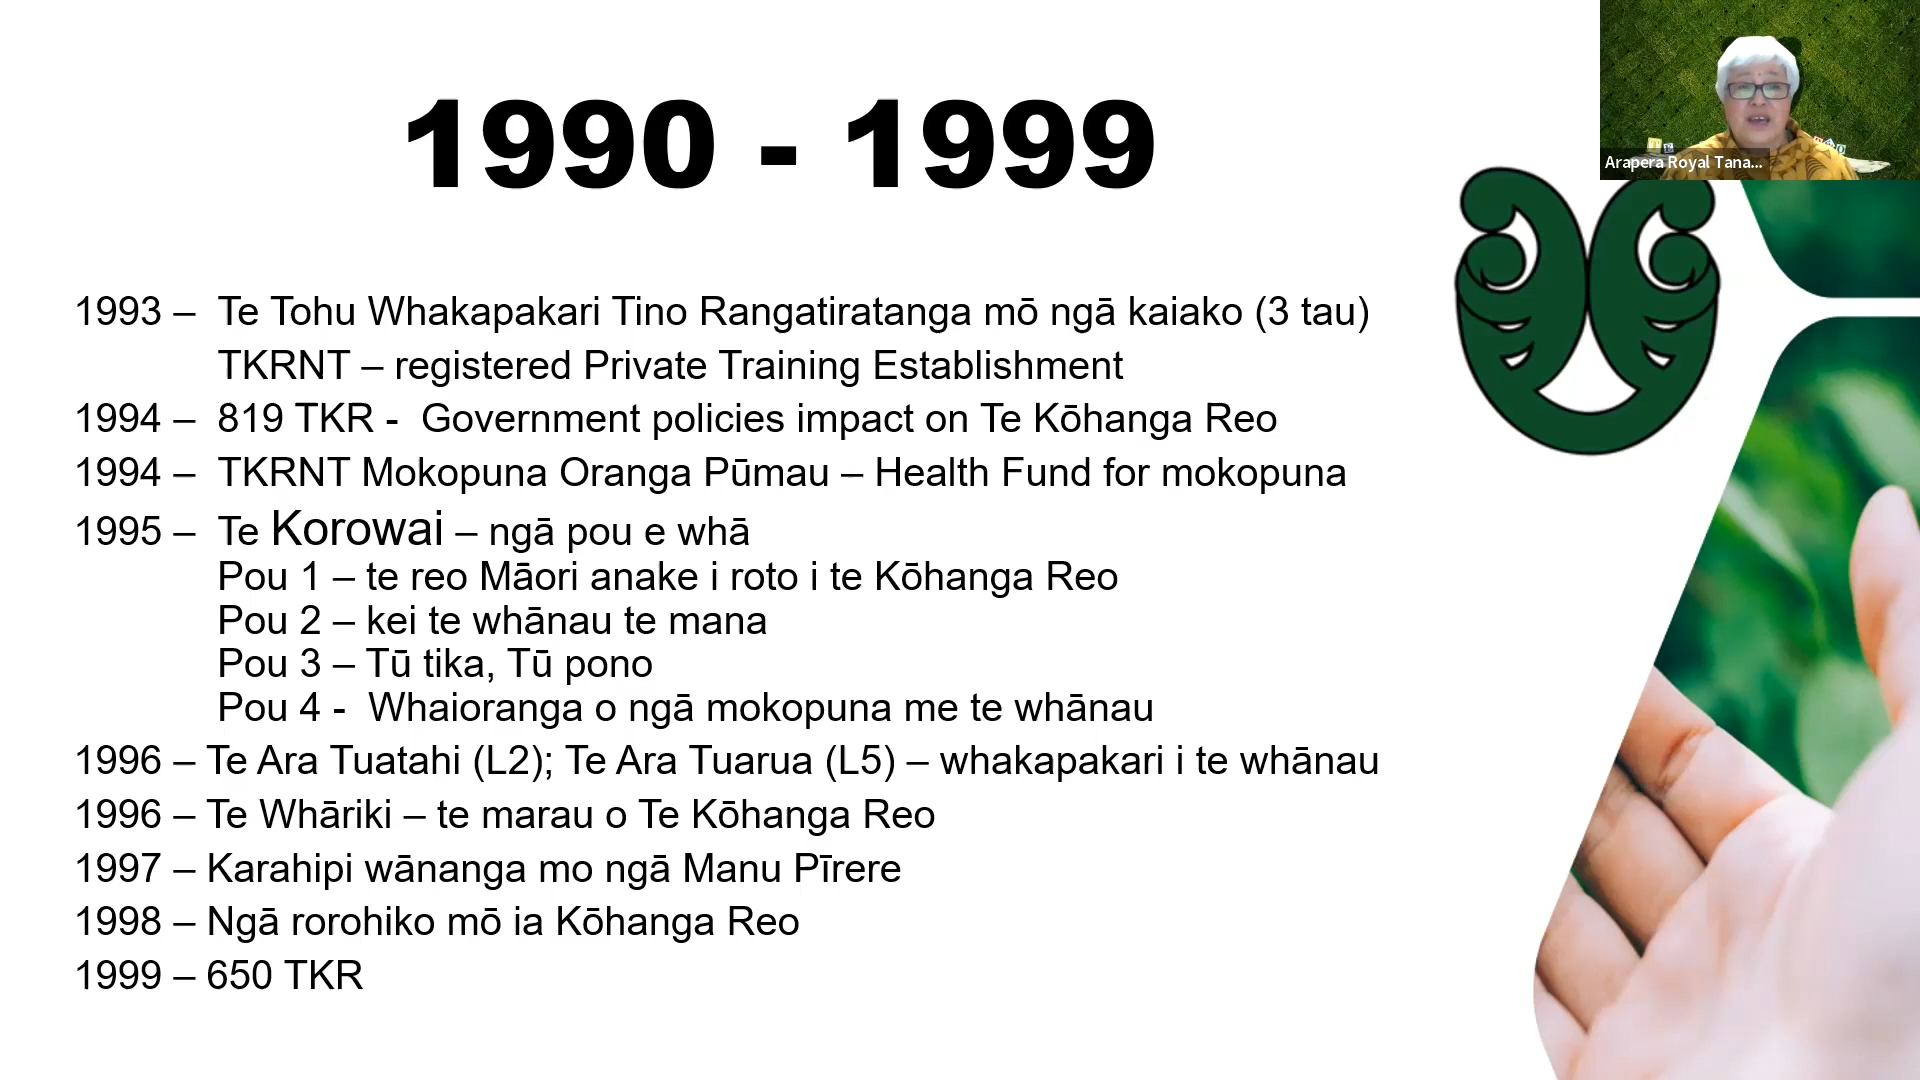 1990 - 1999
Arapera Royal Tana...
1993 – Te Tohu Whakapakari Tino Rangatiratanga mō ngā kaiako (3 tau)
TKRNT – registered Private Training Establishment
1994 – 819 TKR - Government policies impact on Te Kōhanga Reo
1994 – TKRNT Mokopuna Oranga Pūmau – Health Fund for mokopuna
1995 – Te Korowai – ngā pou e whā
Pou 1 – te reo Māori anake i roto i te Kōhanga Reo
Pou 2 – kei te whānau te mana
Pou 3 – Tū tika, Tū pono
Pou 4 - Whaioranga o ngā mokopuna me te whānau
1996 – Te Ara Tuatahi (L2); Te Ara Tuarua (L5) – whakapakari i te whānau
1996 – Te Whāriki – te marau o Te Kōhanga Reo
1997 – Karahipi wānanga mo ngā Manu Pīrere
1998 – Ngā rorohiko mō ia Kōhanga Reo
1999 – 650 TKR